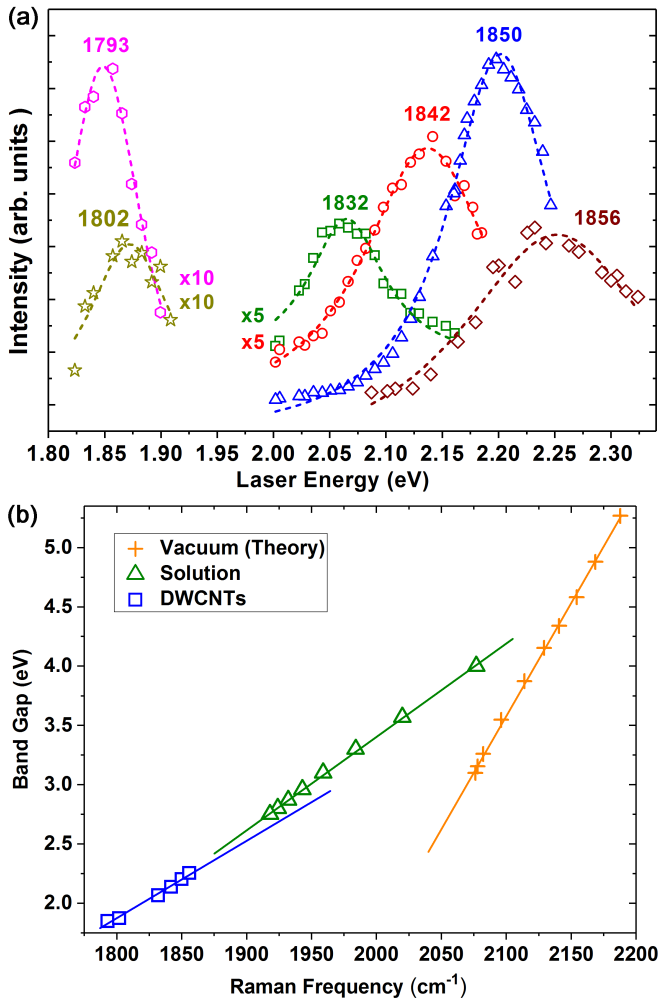 (a)
1793
1850
1842
1832
1802
1856
x10
x10
x5
x5
Intensity (arb. units)
1.80 1.85 1.90 2.00 2.05 2.10 2.15 2.20 2.25 2.30
Laser Energy (eV)
(b)
Vacuum (Theory)
Solution
DWCNTs
5.0
4.5
4.0
3.5
3.0
2.5
2.0
Band Gap (eV)
1800 1850 1900 1950 2000 2050 2100 2150 2200
Raman Frequency (cm⁻¹)